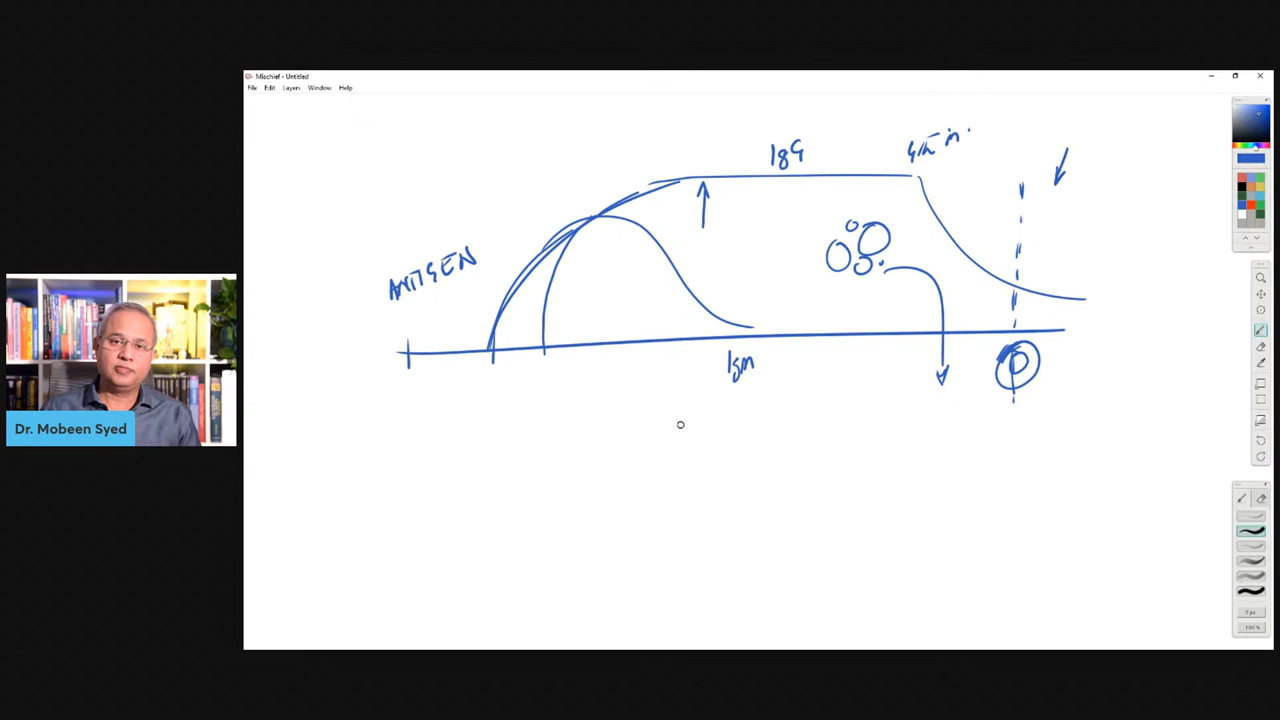 Mischief - Untitled
File Edit Layers Window Help
IgG
ANTIGEN
IgM
P
Dr. Mobeen Syed